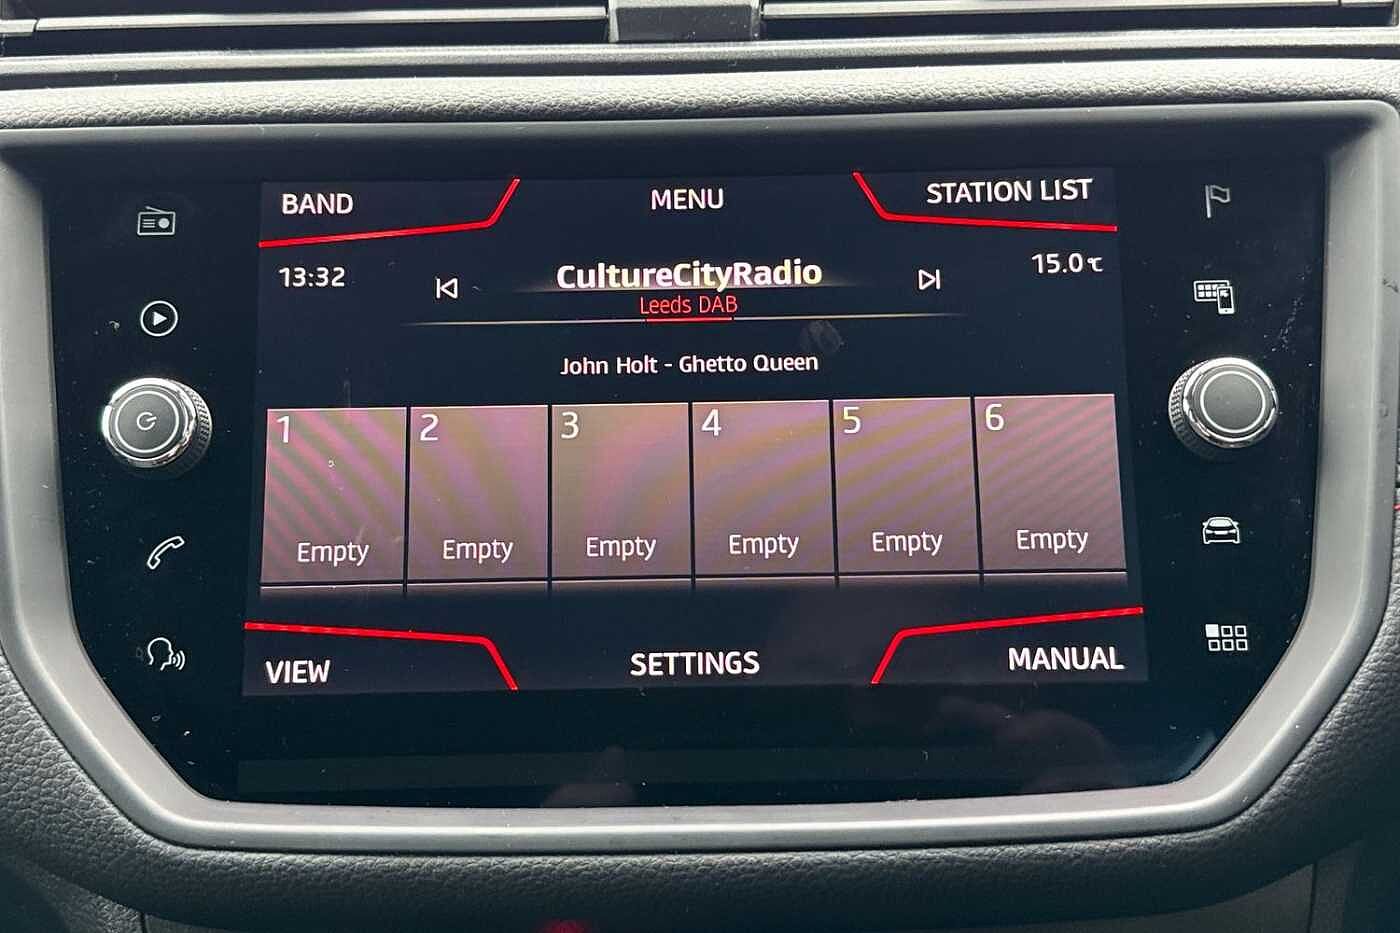 BAND MENU STATION LIST
13:32 CultureCityRadio 15.0℃
Leeds DAB
John Holt - Ghetto Queen
1 2 3 4 5 6
Empty Empty Empty Empty Empty Empty
VIEW SETTINGS MANUAL